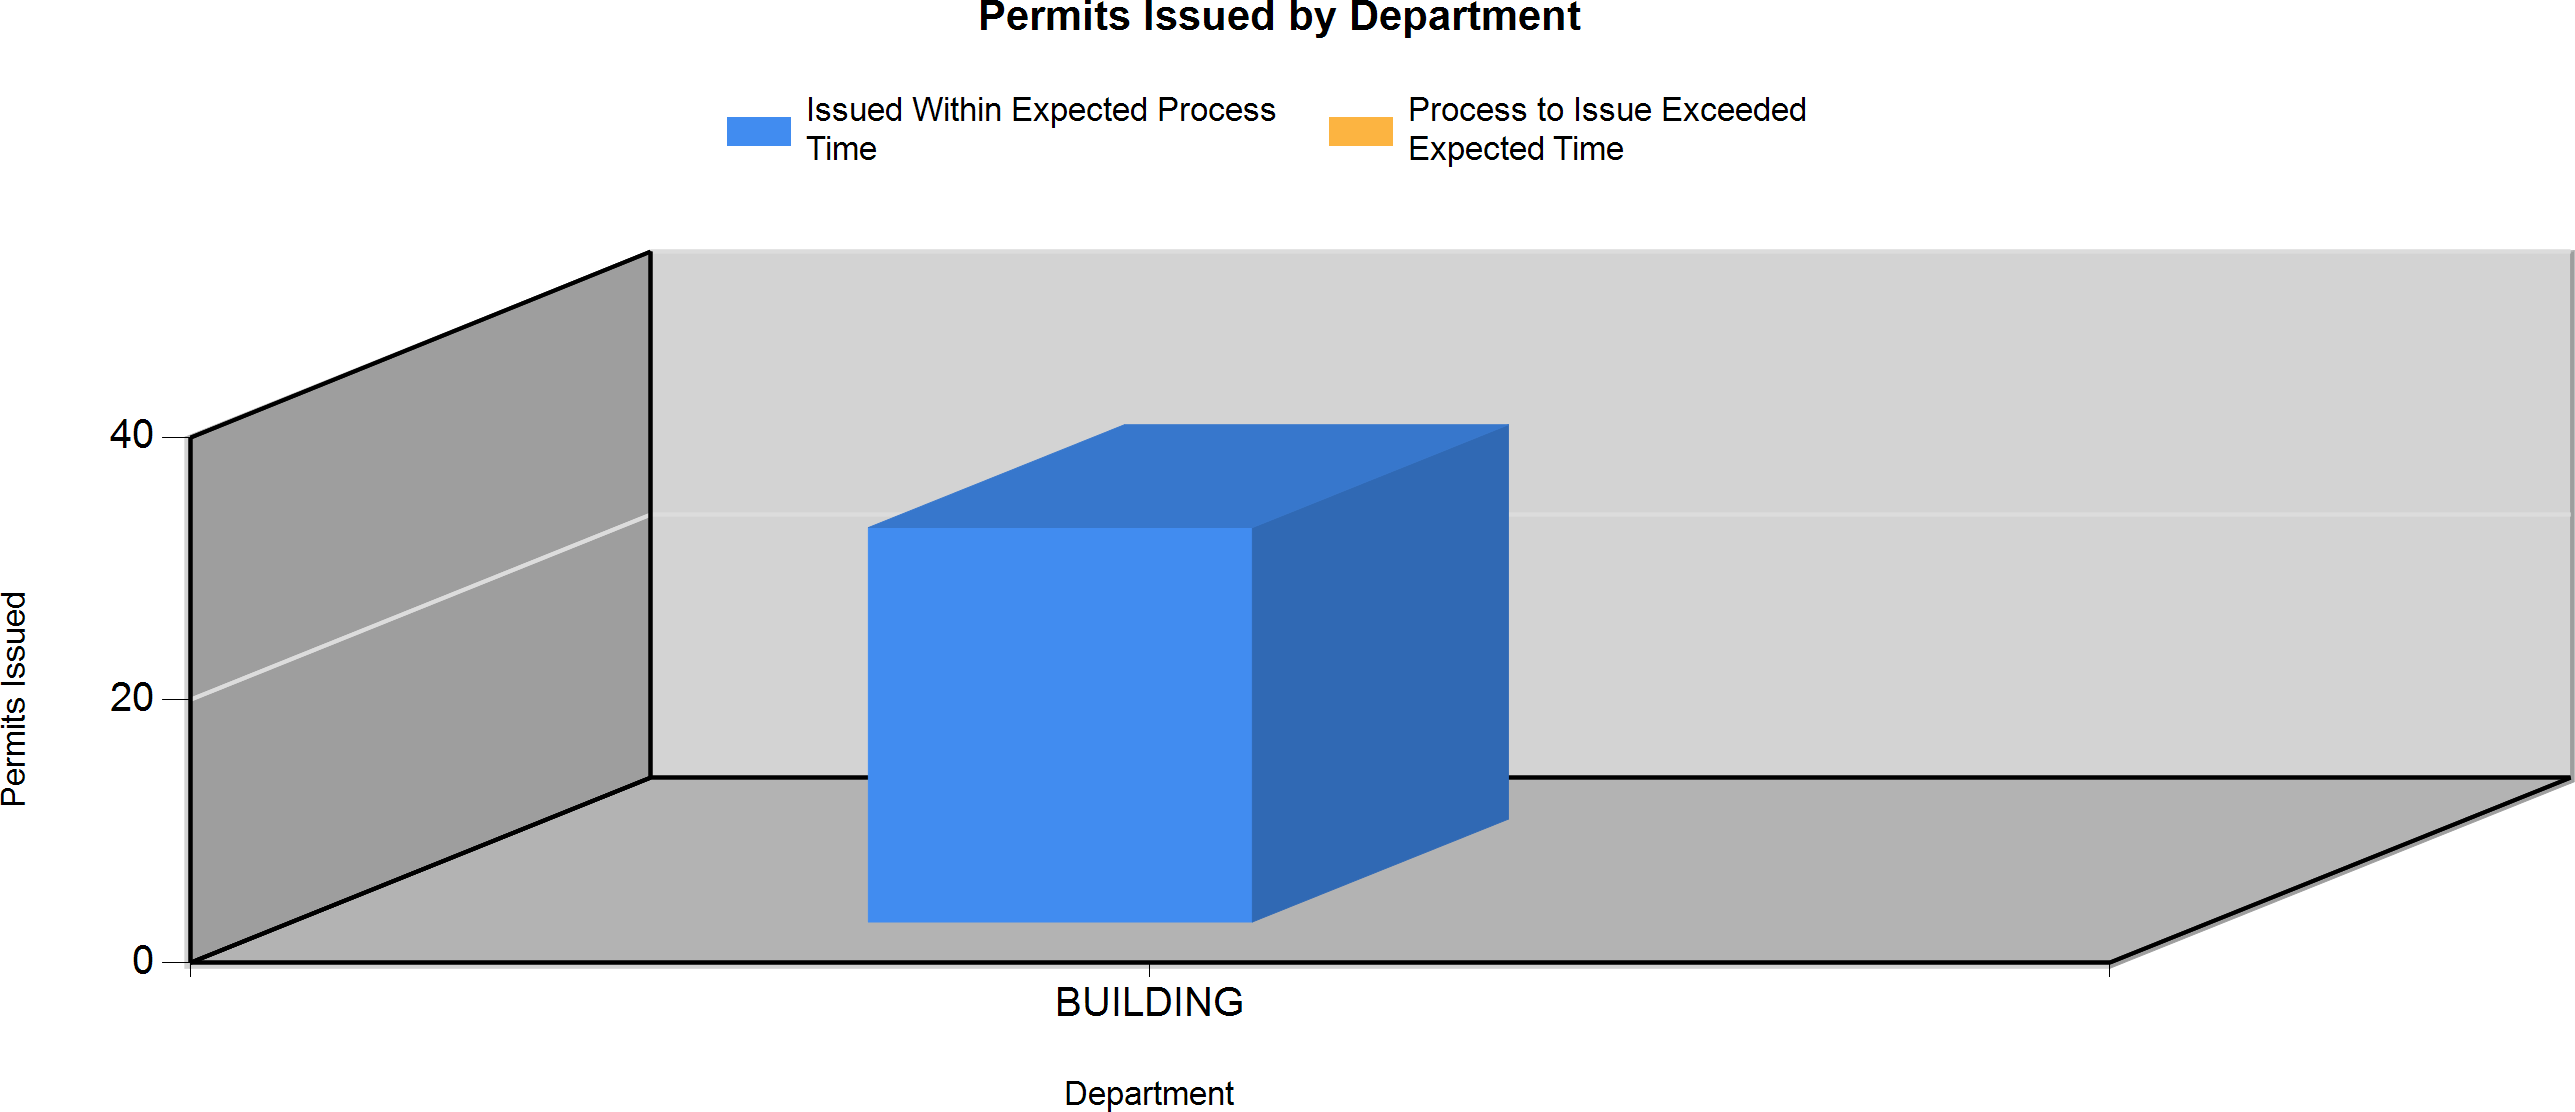 Permits Issued by Department
Issued Within Expected Process
Time
Process to Issue Exceeded
Expected Time
Permits Issued
40
20
0
BUILDING
Department